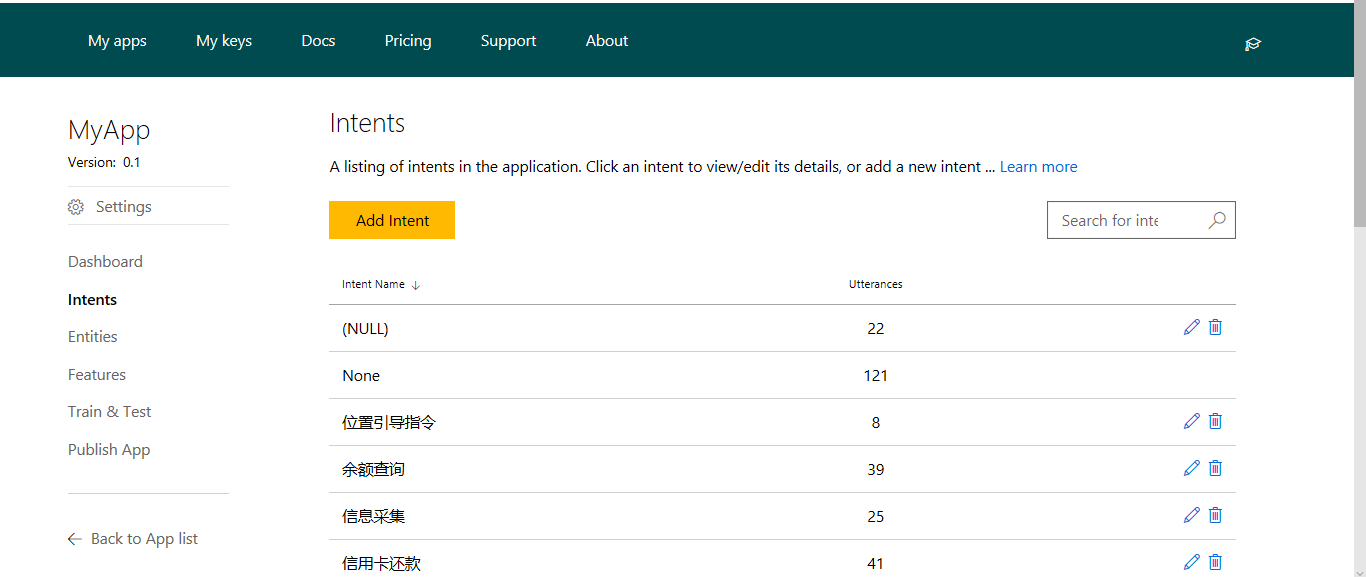 My apps My keys Docs Pricing Support About
MyApp
Version: 0.1
Settings
Dashboard
Intents
Entities
Features
Train & Test
Publish App
Back to App list
Intents
A listing of intents in the application. Click an intent to view/edit its details, or add a new intent ... Learn more
Add Intent
Search for inte
Intent Name Utterances
(NULL) 22
None 121
位置引导指令 8
余额查询 39
信息采集 25
信用卡还款 41